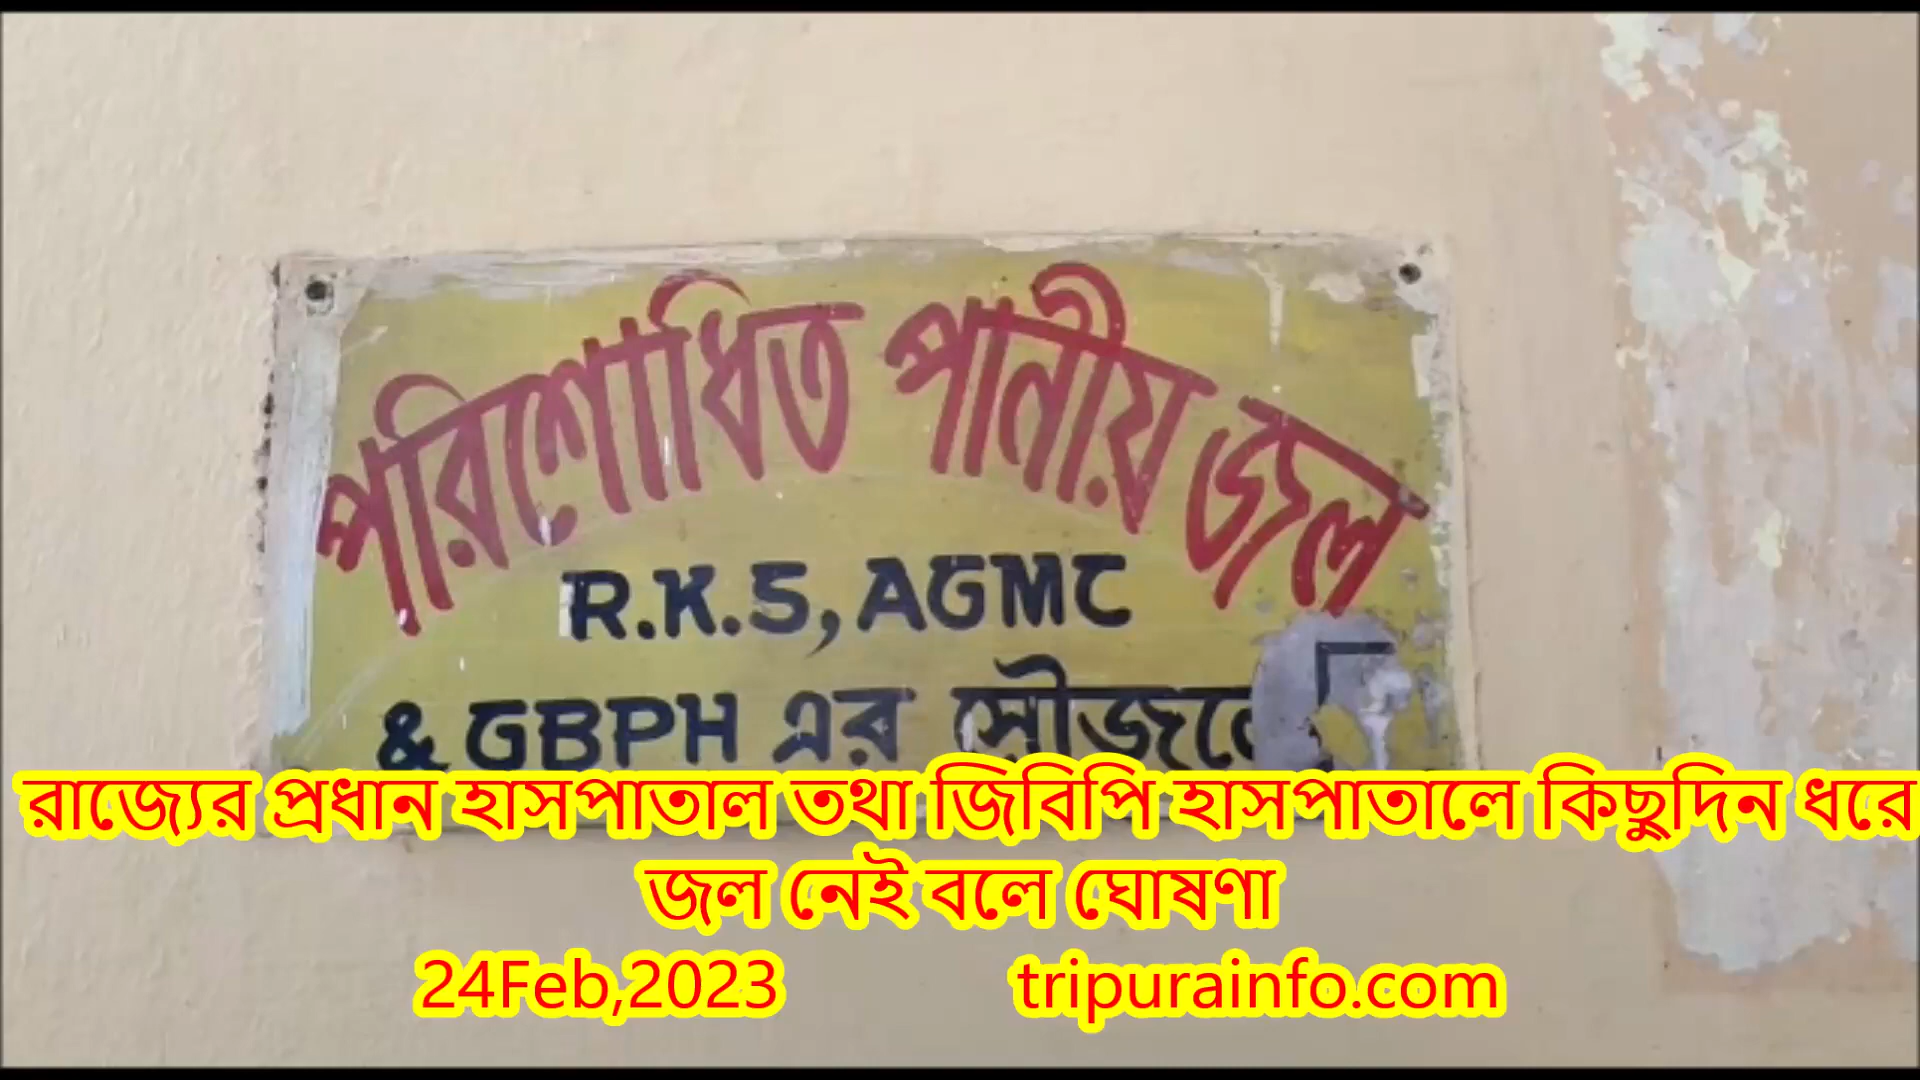 পরিশোধিত পানীয় জল
R.K.S, AGMC
& GBPH এর সৌজন্যে
রাজ্যের প্রধান হাসপাতাল তথা জিবিপি হাসপাতালে কিছুদিন ধরে
জল নেই বলে ঘোষণা
24Feb,2023 tripurainfo.com